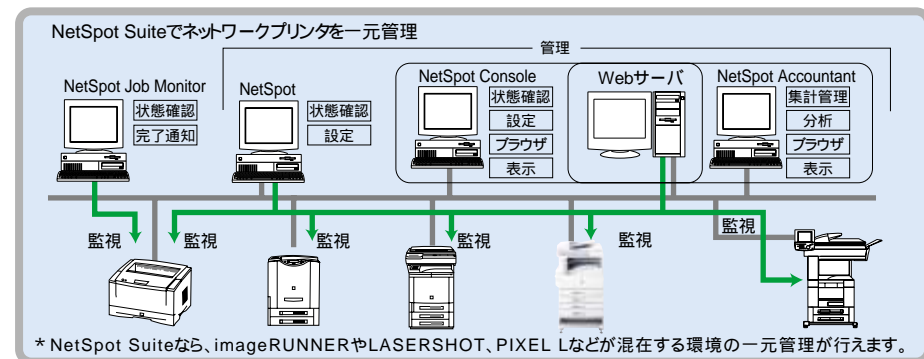 NetSpot Suiteでネットワークプリンタを一元管理
管理
NetSpot Job Monitor
状態確認
完了通知
NetSpot
状態確認
設定
NetSpot Console
状態確認
設定
ブラウザ
表示
Webサーバ
NetSpot Accountant
集計管理
分析
ブラウザ
表示
監視
監視
監視
監視
監視
監視
*NetSpot Suiteなら、imageRUNNERやLASERSHOT、PIXEL Lなどが混在する環境の一元管理が行えます。